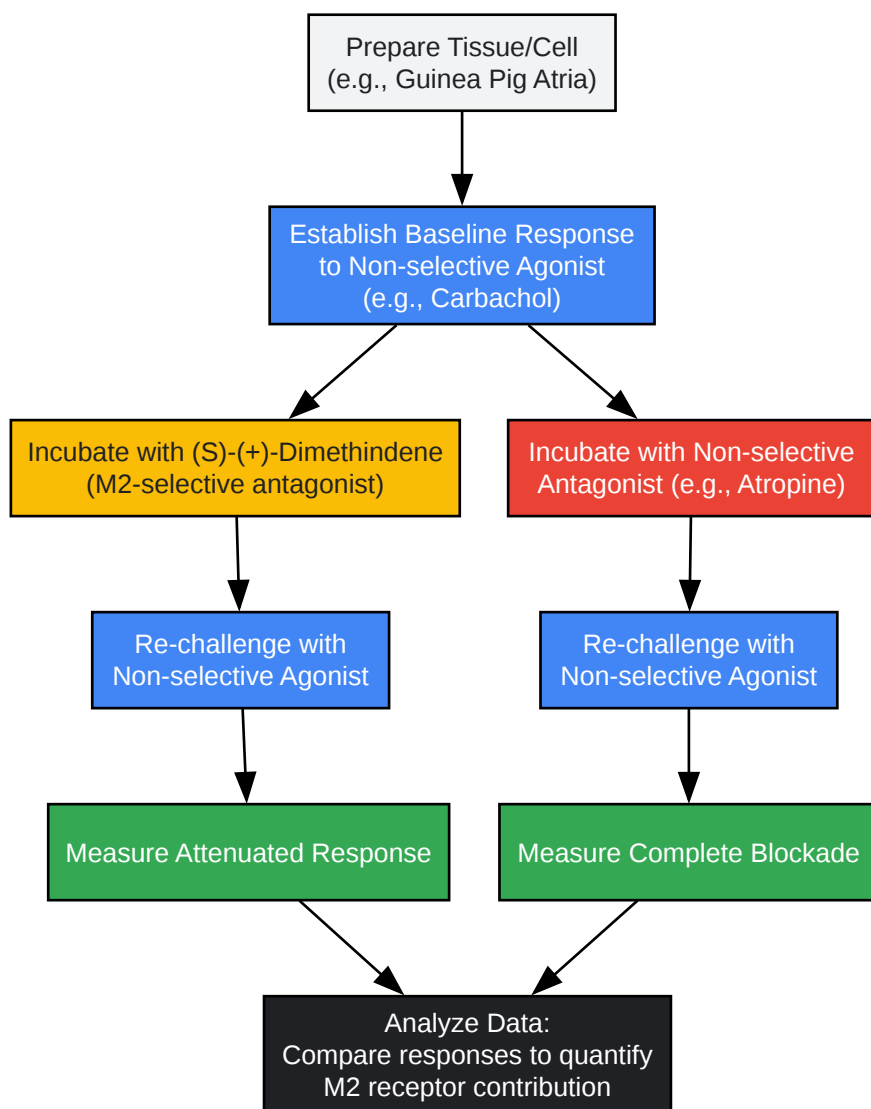 Prepare Tissue/Cell
(e.g., Guinea Pig Atria)
Establish Baseline Response
to Non-selective Agonist
(e.g., Carbachol)
Incubate with (S)-(+)-Dimethindene
(M2-selective antagonist)
Incubate with Non-selective
Antagonist (e.g., Atropine)
Re-challenge with
Non-selective Agonist
Re-challenge with
Non-selective Agonist
Measure Attenuated Response
Measure Complete Blockade
Analyze Data:
Compare responses to quantify
M2 receptor contribution